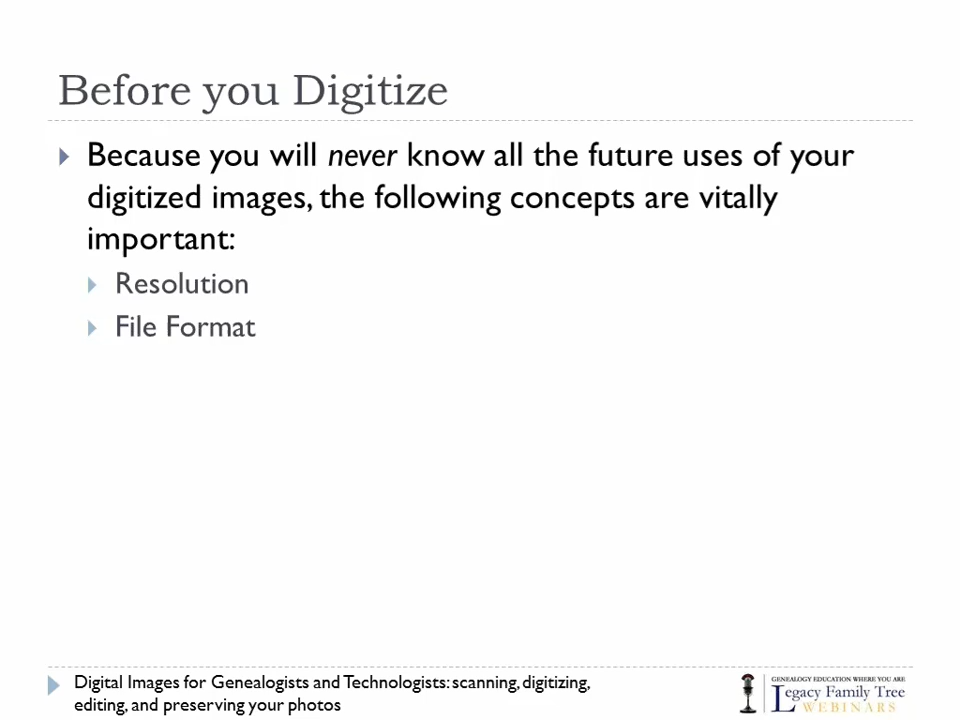 Before you Digitize
Because you will never know all the future uses of your
digitized images, the following concepts are vitally
important:
Resolution
File Format
Digital Images for Genealogists and Technologists: scanning, digitizing,
editing, and preserving your photos
GENEALOGY EDUCATION WHERE YOU ARE
Legacy Family Tree
WEBINARS